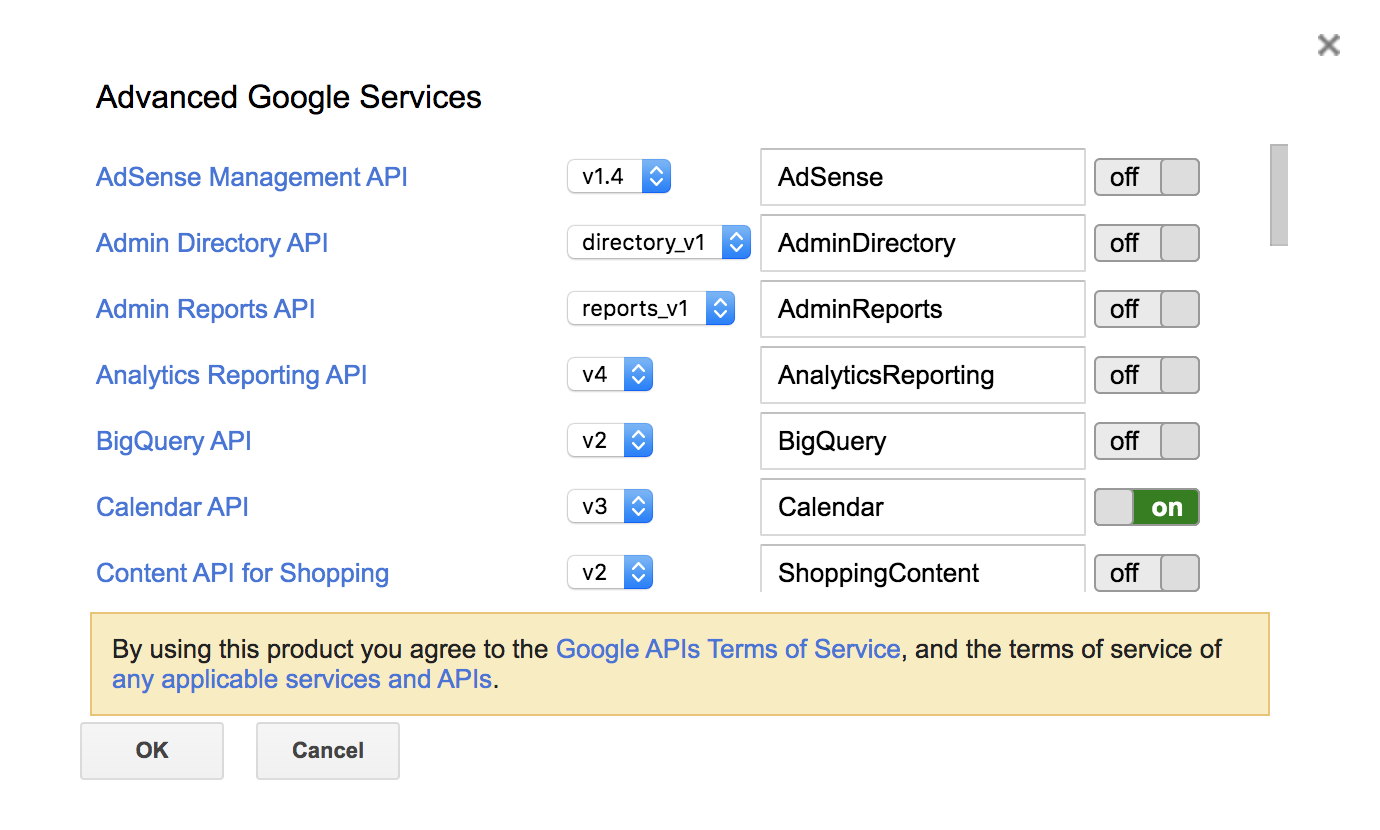 Advanced Google Services
AdSense Management API v1.4 AdSense off
Admin Directory API directory_v1 AdminDirectory off
Admin Reports API reports_v1 AdminReports off
Analytics Reporting API v4 AnalyticsReporting off
BigQuery API v2 BigQuery off
Calendar API v3 Calendar on
Content API for Shopping v2 ShoppingContent off
By using this product you agree to the Google APIs Terms of Service, and the terms of service of
any applicable services and APIs.
OK Cancel